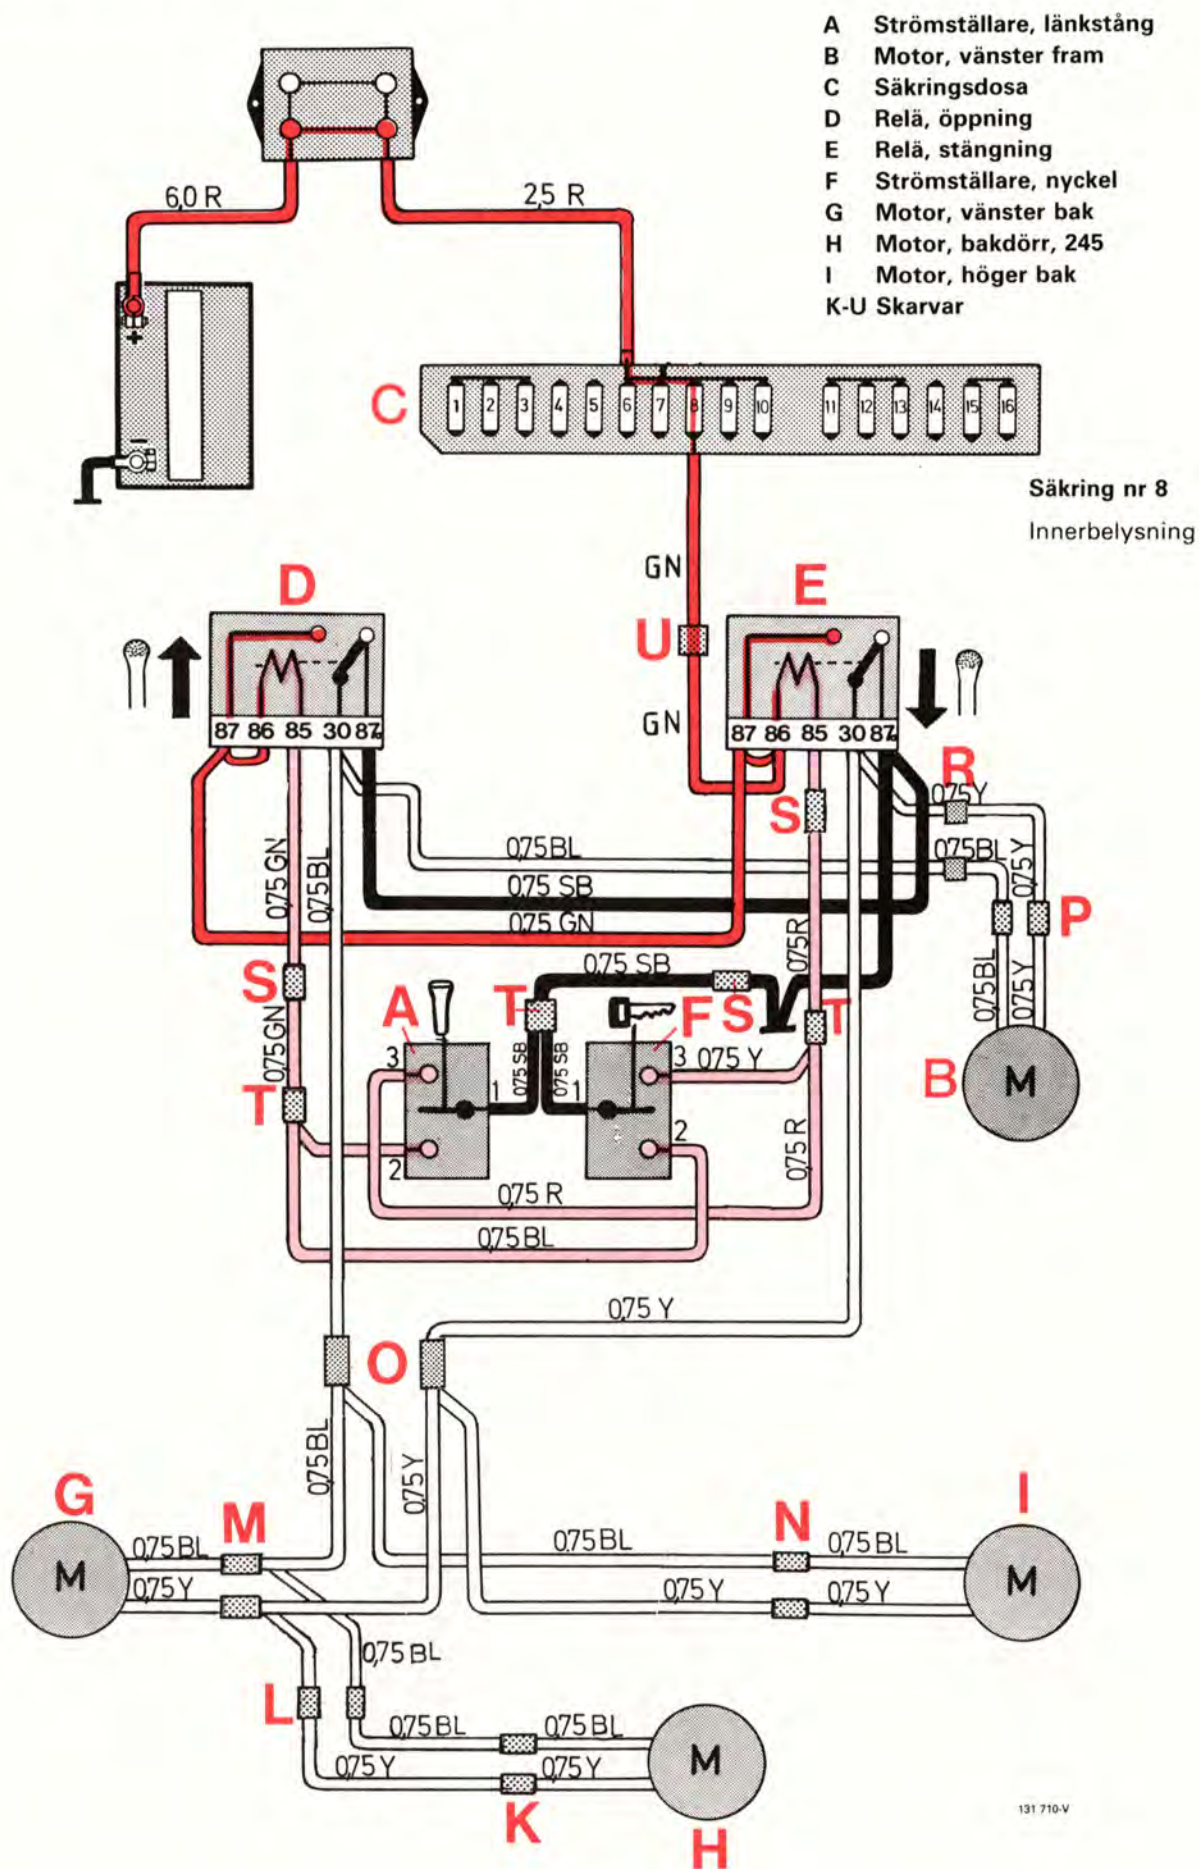 A Strömställare, länkstång
B Motor, vänster fram
C Säkringsdosa
D Relä, öppning
E Relä, stängning
F Strömställare, nyckel
G Motor, vänster bak
H Motor, bakdörr, 245
I Motor, höger bak
K-U Skarvar
6,0 R
2,5 R
+
−
C
1 2 3 4 5 6 7 8 9 10 11 12 13 14 15 16
Säkring nr 8
Innerbelysning
GN
D
E
U
87 86 85 30 87a
GN
87 86 85 30 87a
R
0,75 Y
S
0,75 GN
0,75 BL
0,75 BL
0,75 BL
0,75 Y
0,75 SB
0,75 GN
P
0,75 R
S
0,75 SB
0,75 BL
0,75 Y
A
T
F
S
T
0,75 GN
3
1
0,75 SB
0,75 SB
1
3
0,75 Y
B
M
T
2
2
0,75 R
0,75 R
0,75 BL
0,75 Y
O
0,75 BL
0,75 Y
G
M
N
I
M
0,75 BL
0,75 BL
0,75 BL
M
0,75 Y
0,75 Y
0,75 Y
0,75 BL
L
0,75 BL
0,75 BL
M
0,75 Y
0,75 Y
K
H
131 710-V